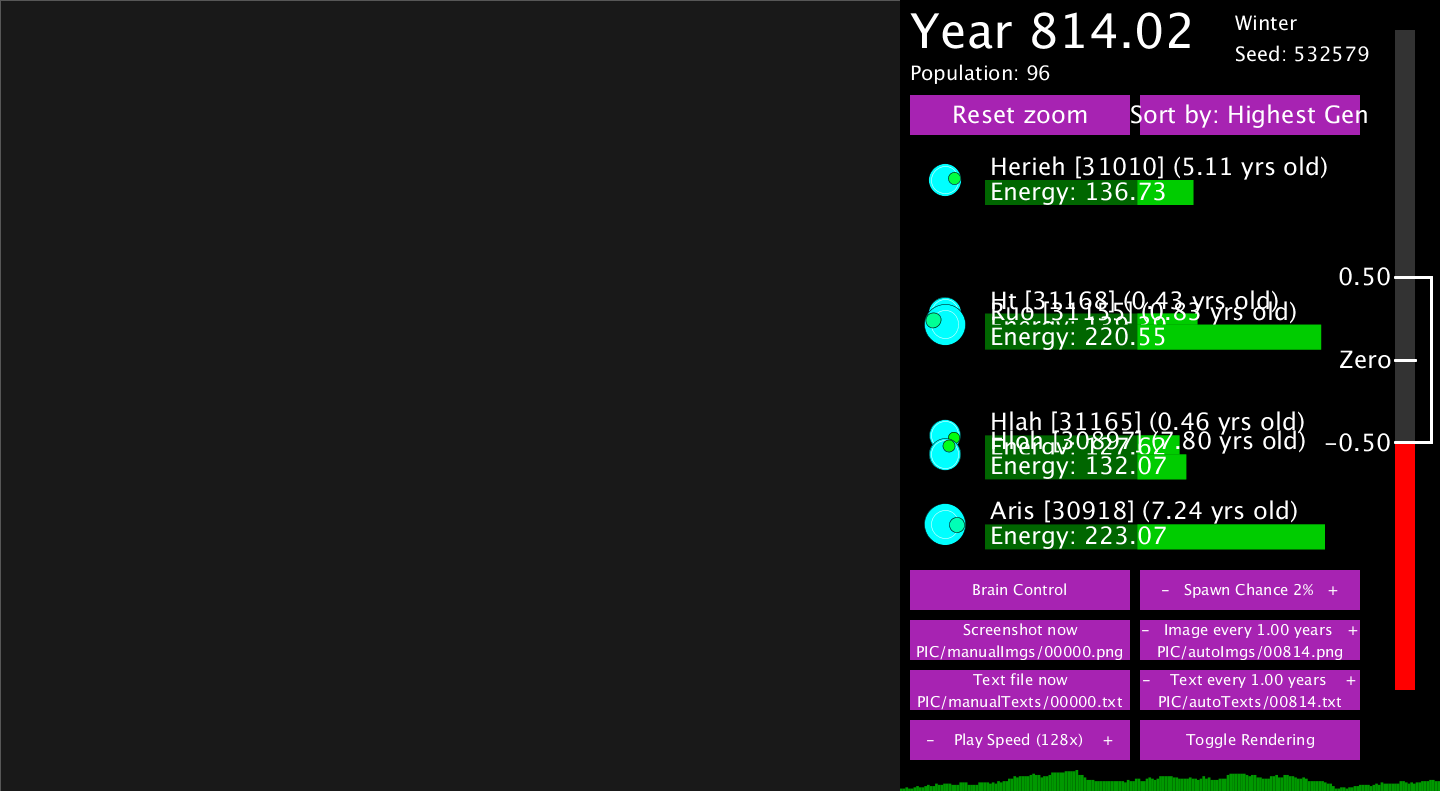 Year 814.02
Winter
Seed: 532579
Population: 96
Reset zoom
Sort by: Highest Gen
Herieh [31010] (5.11 yrs old)
Energy: 136.73
Ht [31168] (0.43 yrs old)
Ruo [31155] (0.83 yrs old)
Energy: 220.55
Hlah [31165] (0.46 yrs old)
[30897] (7.80 yrs old)
Energy: 127.62
Energy: 132.07
Aris [30918] (7.24 yrs old)
Energy: 223.07
0.50
Zero
-0.50
Brain Control
- Spawn Chance 2% +
Screenshot now
PIC/manualImgs/00000.png
- Image every 1.00 years +
PIC/autoImgs/00814.png
Text file now
PIC/manualTexts/00000.txt
- Text every 1.00 years +
PIC/autoTexts/00814.txt
- Play Speed (128x) +
Toggle Rendering